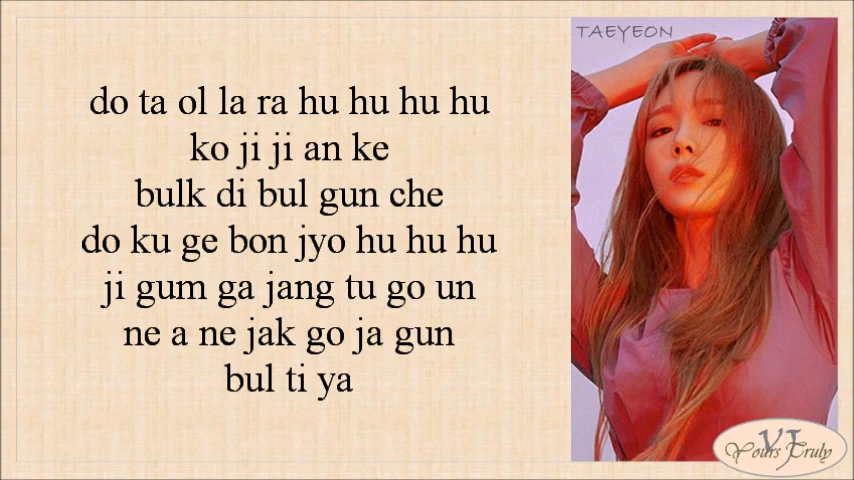 TAEYEON
do ta ol la ra hu hu hu hu
ko ji ji an ke
bulk di bul gun che
do ku ge bon jyo hu hu hu
ji gum ga jang tu go un
ne a ne jak go ja gun
bul ti ya
VJ
Yours Truly